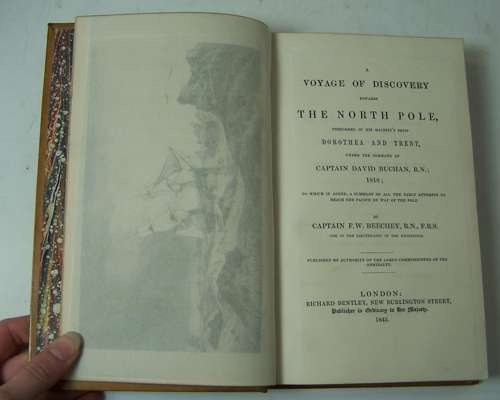 A
VOYAGE OF DISCOVERY
TOWARDS
THE NORTH POLE,
PERFORMED IN HIS MAJESTY'S SHIPS
DOROTHEA AND TRENT,
UNDER THE COMMAND OF
CAPTAIN DAVID BUCHAN, R.N.;
1818;
TO WHICH IS ADDED, A SUMMARY OF ALL THE EARLY ATTEMPTS TO
REACH THE PACIFIC BY WAY OF THE POLE
BY
CAPTAIN F.W. BEECHEY, R.N., F.R.S.
ONE OF THE LIEUTENANTS OF THE EXPEDITION.
PUBLISHED BY AUTHORITY OF THE LORDS COMMISSIONERS OF THE
ADMIRALTY.
LONDON:
RICHARD BENTLEY, NEW BURLINGTON STREET,
Publisher in Ordinary to Her Majesty.
1843.